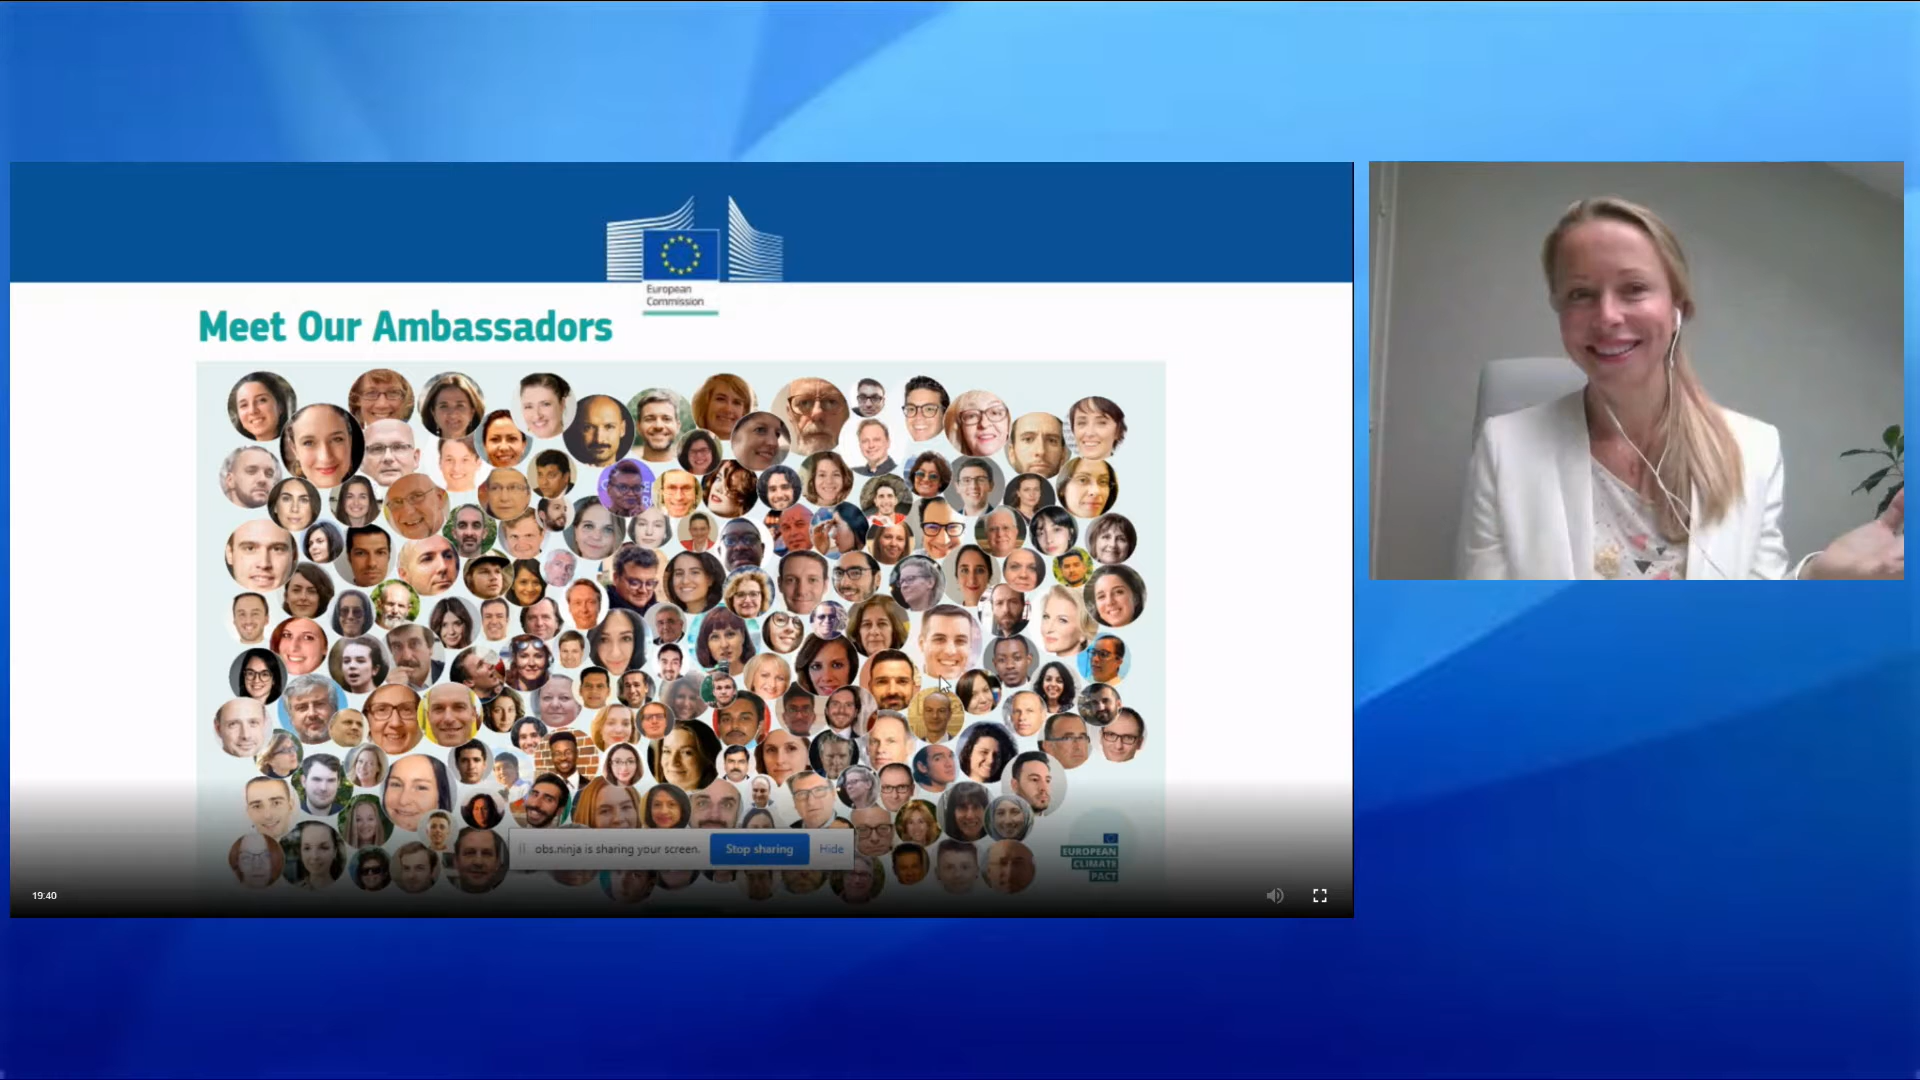 European
Commission
Meet Our Ambassadors
obs.ninja is sharing your screen.
Stop sharing
Hide
EUROPEAN
CLIMATE
PACT
19:40